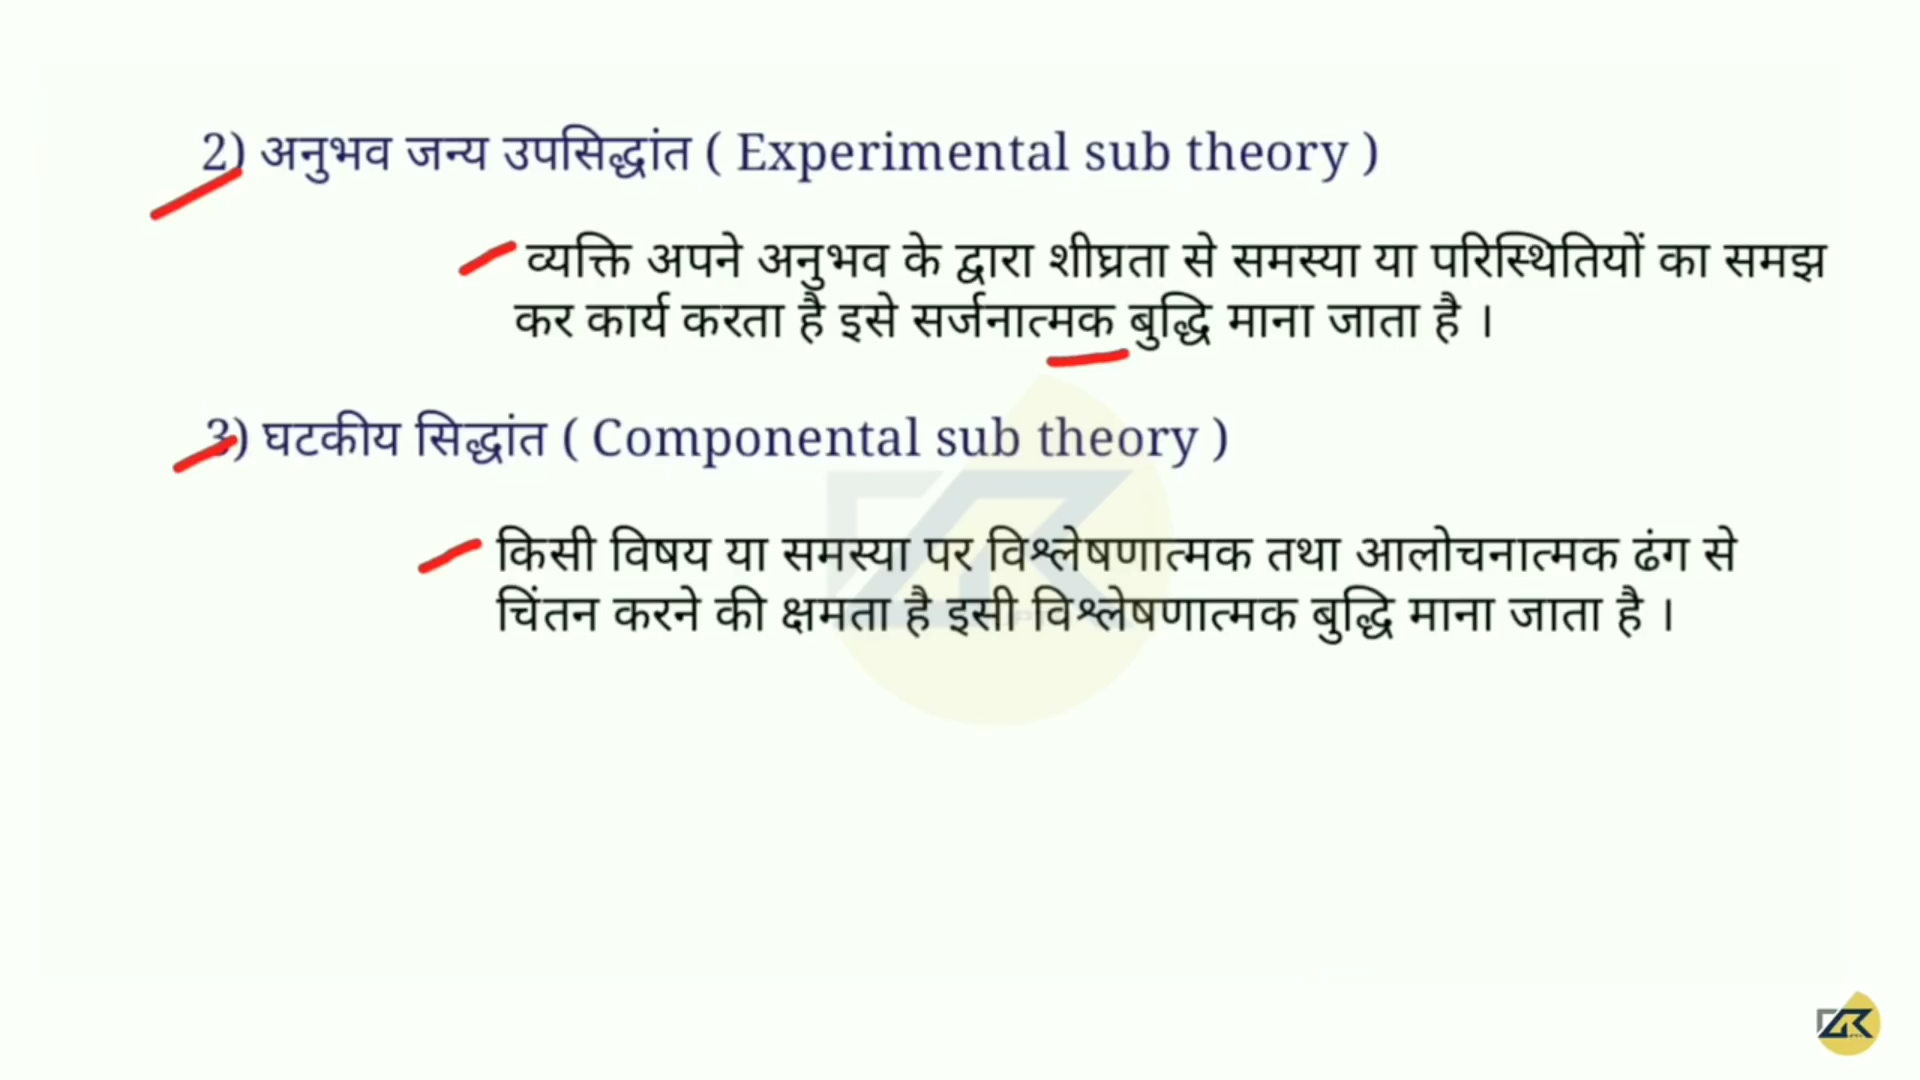 2) अनुभव जन्य उपसिद्धांत ( Experimental sub theory )
व्यक्ति अपने अनुभव के द्वारा शीघ्रता से समस्या या परिस्थितियों का समझ
कर कार्य करता है इसे सर्जनात्मक बुद्धि माना जाता है ।
3) घटकीय सिद्धांत ( Componental sub theory )
किसी विषय या समस्या पर विश्लेषणात्मक तथा आलोचनात्मक ढंग से
चिंतन करने की क्षमता है इसी विश्लेषणात्मक बुद्धि माना जाता है ।